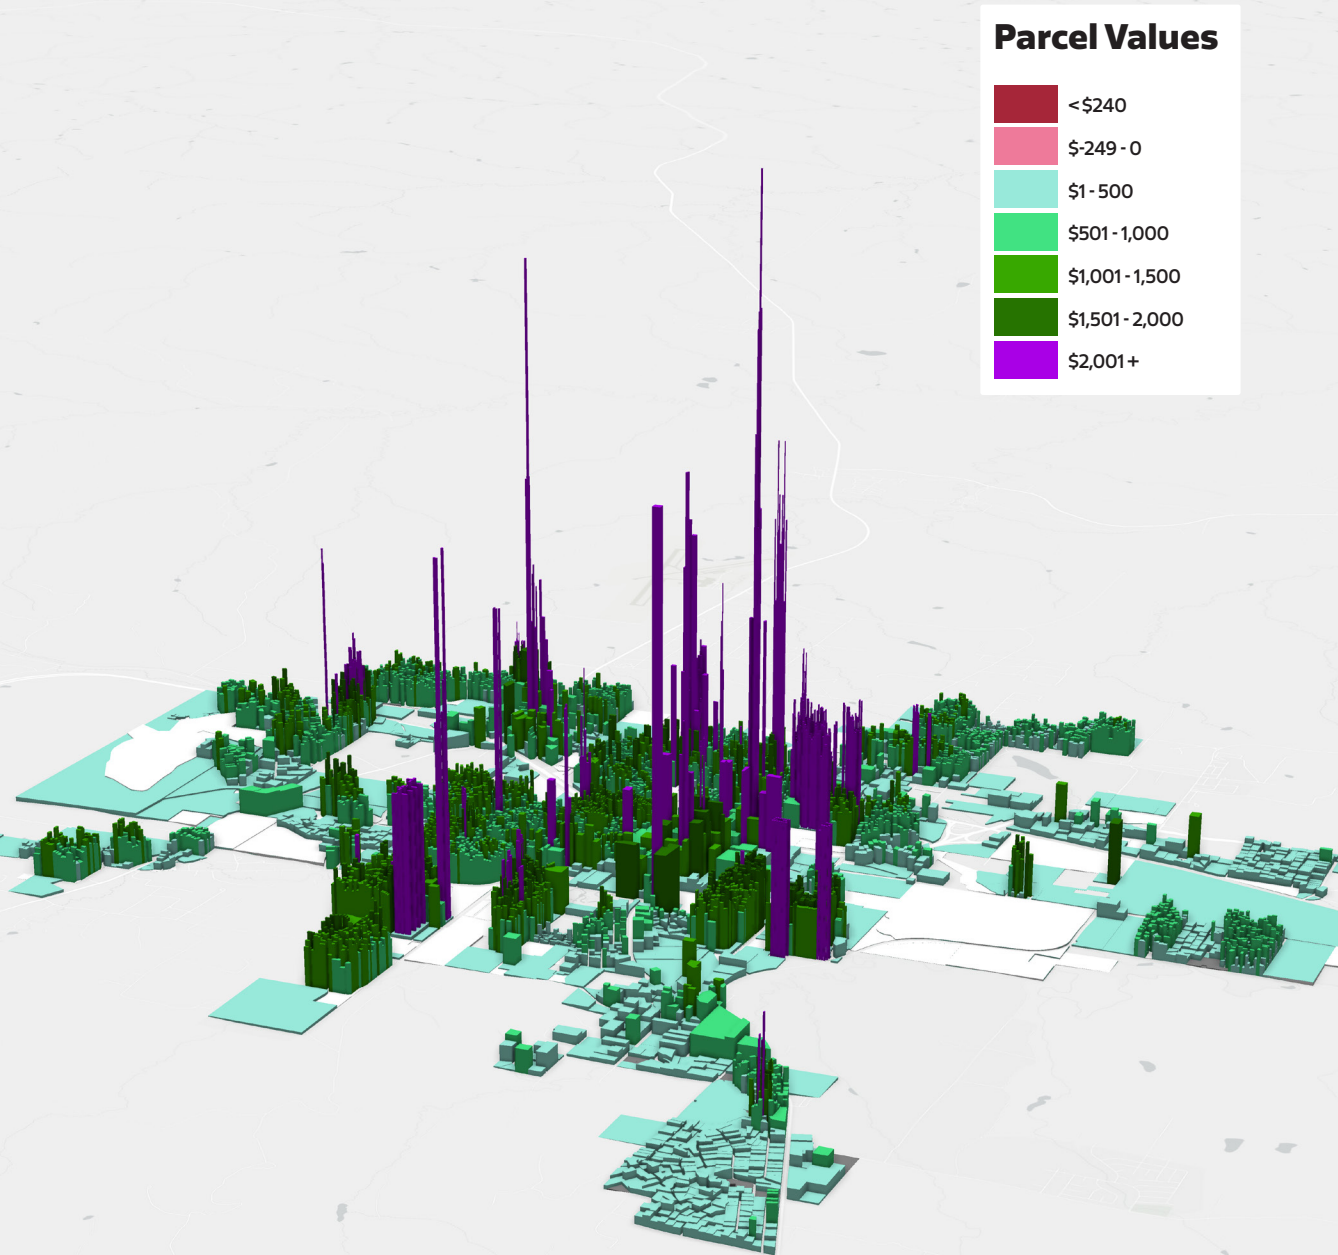 Parcel Values
<$240
$-249 - 0
$1 - 500
$501 - 1,000
$1,001 - 1,500
$1,501 - 2,000
$2,001 +